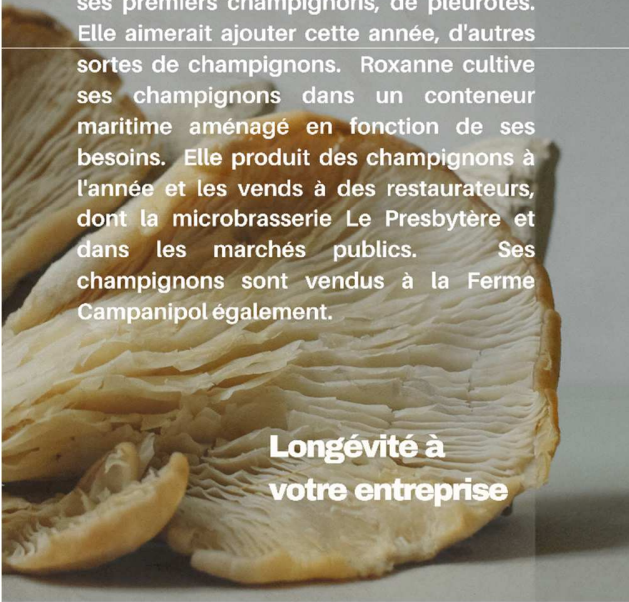 ses premiers champignons, de pleurotes.
Elle aimerait ajouter cette année, d'autres
sortes de champignons. Roxanne cultive
ses champignons dans un conteneur
maritime aménagé en fonction de ses
besoins. Elle produit des champignons à
l'année et les vends à des restaurateurs,
dont la microbrasserie Le Presbytère et
dans les marchés publics. Ses
champignons sont vendus à la Ferme
Campanipol également.
Longévité à
votre entreprise